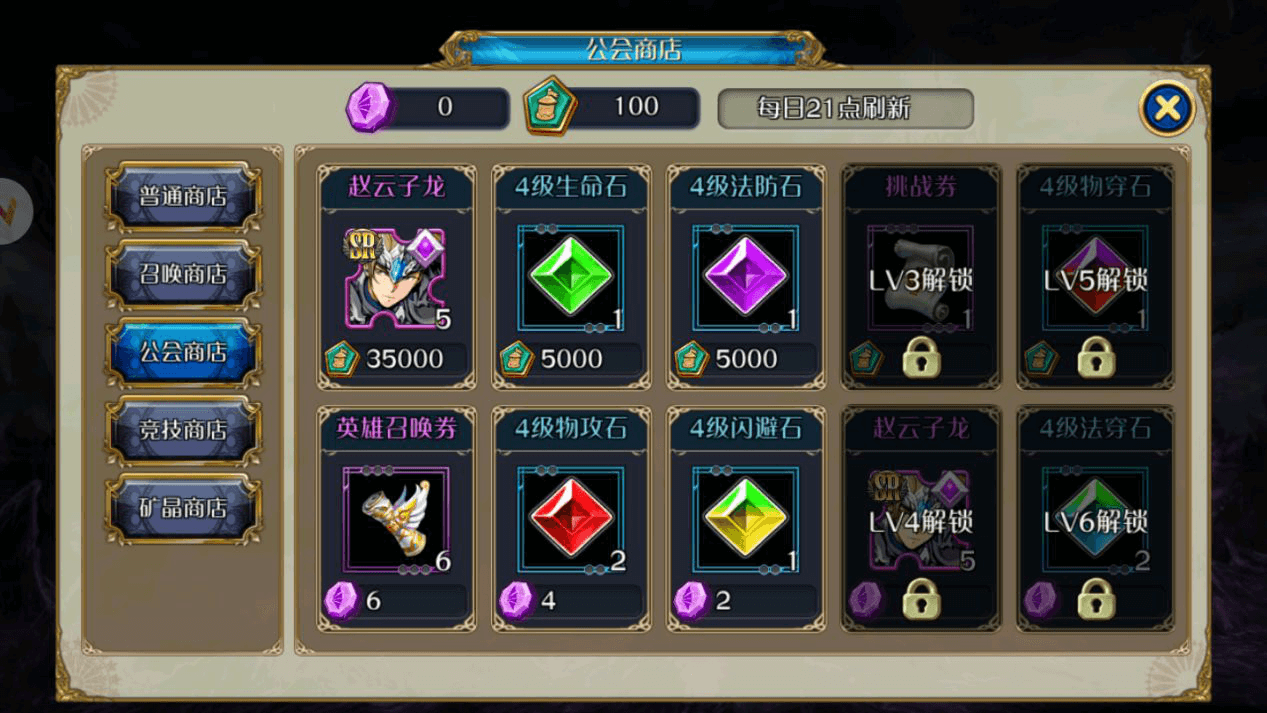 公会商店
0
100
每日21点刷新
普通商店
召唤商店
公会商店
竞技商店
矿晶商店
赵云子龙
SR
5
35000
4级生命石
1
5000
4级法防石
1
5000
挑战券
LV3解锁
1
4级物穿石
LV5解锁
1
英雄召唤券
6
6
4级物攻石
2
4
4级闪避石
1
2
赵云子龙
SR
LV4解锁
5
4级法穿石
LV6解锁
2